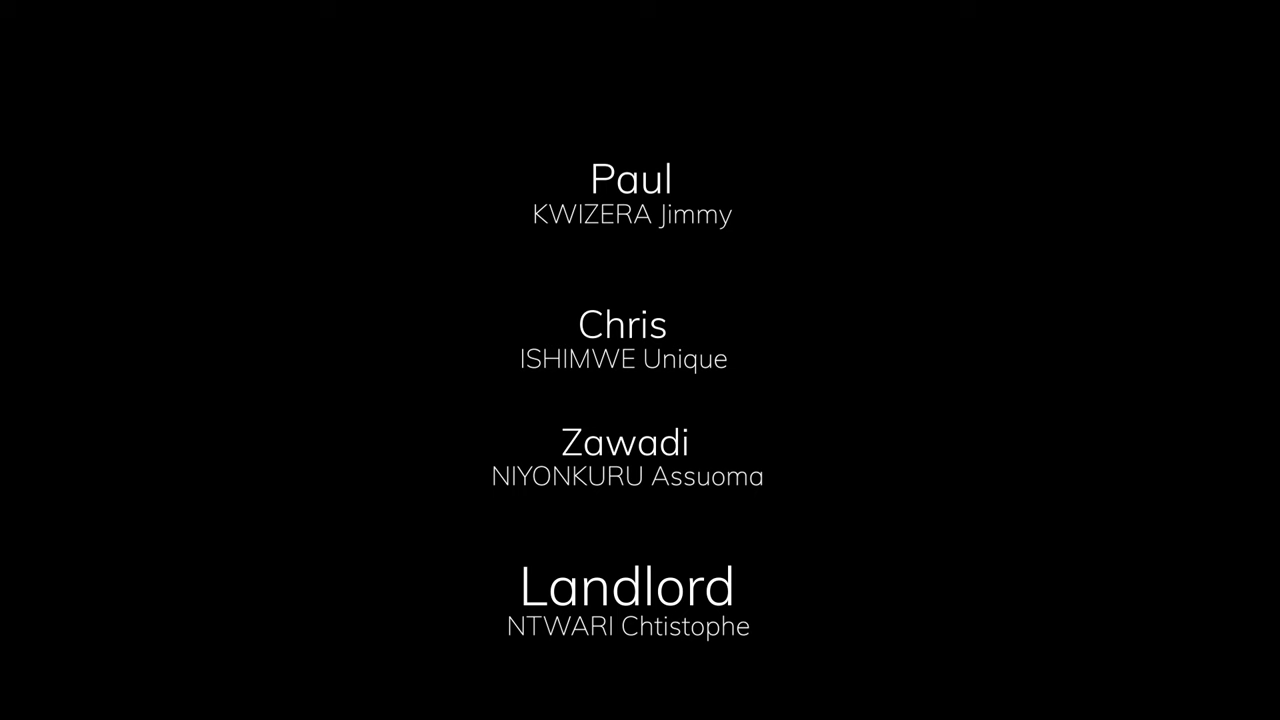 Paul
KWIZERA Jimmy
Chris
ISHIMWE Unique
Zawadi
NIYONKURU Assuoma
Landlord
NTWARI Chtistophe